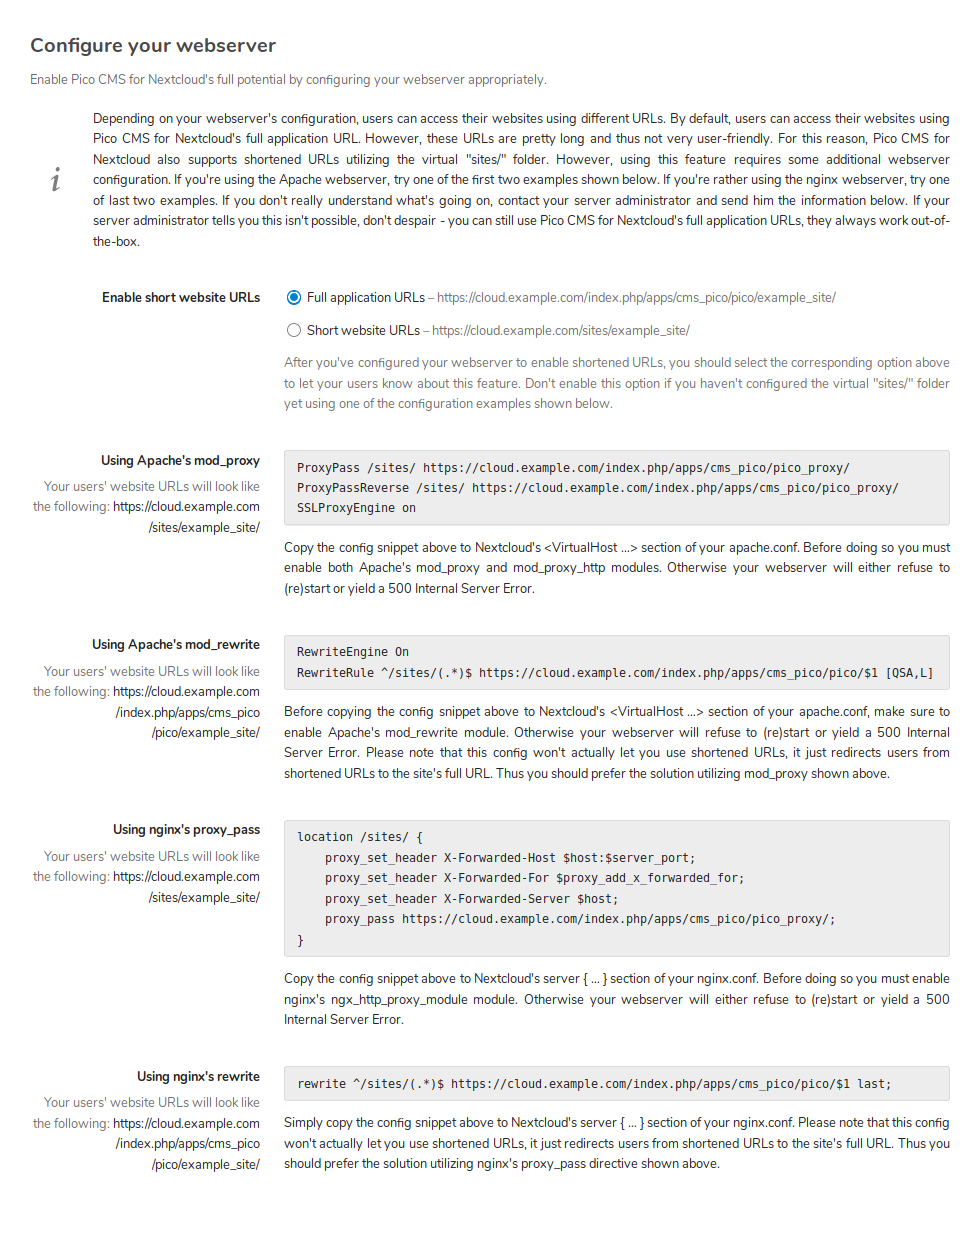 Configure your webserver
Enable Pico CMS for Nextcloud's full potential by configuring your webserver appropriately.
i
Depending on your webserver's configuration, users can access their websites using different URLs. By default, users can access their websites using
Pico CMS for Nextcloud's full application URL. However, these URLs are pretty long and thus not very user-friendly. For this reason, Pico CMS for
Nextcloud also supports shortened URLs utilizing the virtual "sites/" folder. However, using this feature requires some additional webserver
configuration. If you're using the Apache webserver, try one of the first two examples shown below. If you're rather using the nginx webserver, try one
of last two examples. If you don't really understand what's going on, contact your server administrator and send him the information below. If your
server administrator tells you this isn't possible, don't despair - you can still use Pico CMS for Nextcloud's full application URLs, they always work out-of-
the-box.
Enable short website URLs
Full application URLs – https://cloud.example.com/index.php/apps/cms_pico/pico/example_site/
Short website URLs – https://cloud.example.com/sites/example_site/
After you've configured your webserver to enable shortened URLs, you should select the corresponding option above
to let your users know about this feature. Don't enable this option if you haven't configured the virtual "sites/" folder
yet using one of the configuration examples shown below.
Using Apache's mod_proxy
Your users' website URLs will look like
the following: https://cloud.example.com
/sites/example_site/
ProxyPass /sites/ https://cloud.example.com/index.php/apps/cms_pico/pico_proxy/
ProxyPassReverse /sites/ https://cloud.example.com/index.php/apps/cms_pico/pico_proxy/
SSLProxyEngine on
Copy the config snippet above to Nextcloud's <VirtualHost ...> section of your apache.conf. Before doing so you must
enable both Apache's mod_proxy and mod_proxy_http modules. Otherwise your webserver will either refuse to
(re)start or yield a 500 Internal Server Error.
Using Apache's mod_rewrite
Your users' website URLs will look like
the following: https://cloud.example.com
/index.php/apps/cms_pico
/pico/example_site/
RewriteEngine On
RewriteRule ^/sites/(.*)$ https://cloud.example.com/index.php/apps/cms_pico/pico/$1 [QSA,L]
Before copying the config snippet above to Nextcloud's <VirtualHost ...> section of your apache.conf, make sure to
enable Apache's mod_rewrite module. Otherwise your webserver will refuse to (re)start or yield a 500 Internal
Server Error. Please note that this config won't actually let you use shortened URLs, it just redirects users from
shortened URLs to the site's full URL. Thus you should prefer the solution utilizing mod_proxy shown above.
Using nginx's proxy_pass
Your users' website URLs will look like
the following: https://cloud.example.com
/sites/example_site/
location /sites/ {
    proxy_set_header X-Forwarded-Host $host:$server_port;
    proxy_set_header X-Forwarded-For $proxy_add_x_forwarded_for;
    proxy_set_header X-Forwarded-Server $host;
    proxy_pass https://cloud.example.com/index.php/apps/cms_pico/pico_proxy/;
}
Copy the config snippet above to Nextcloud's server { ... } section of your nginx.conf. Before doing so you must enable
nginx's ngx_http_proxy_module module. Otherwise your webserver will either refuse to (re)start or yield a 500
Internal Server Error.
Using nginx's rewrite
Your users' website URLs will look like
the following: https://cloud.example.com
/index.php/apps/cms_pico
/pico/example_site/
rewrite ^/sites/(.*)$ https://cloud.example.com/index.php/apps/cms_pico/pico/$1 last;
Simply copy the config snippet above to Nextcloud's server { ... } section of your nginx.conf. Please note that this config
won't actually let you use shortened URLs, it just redirects users from shortened URLs to the site's full URL. Thus you
should prefer the solution utilizing nginx's proxy_pass directive shown above.